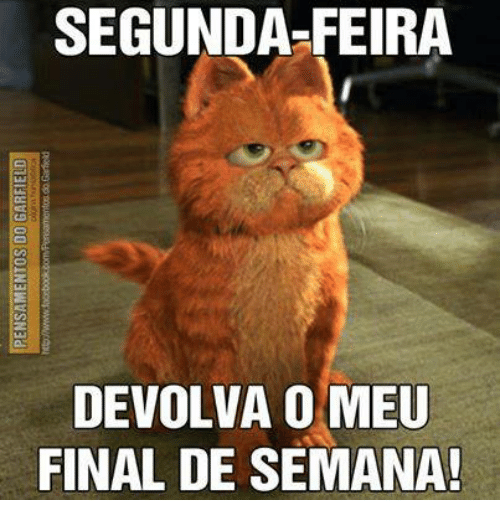 SEGUNDA-FEIRA
PENSAMENTOS DO GARFIELD
DEVOLVA O MEU
FINAL DE SEMANA!